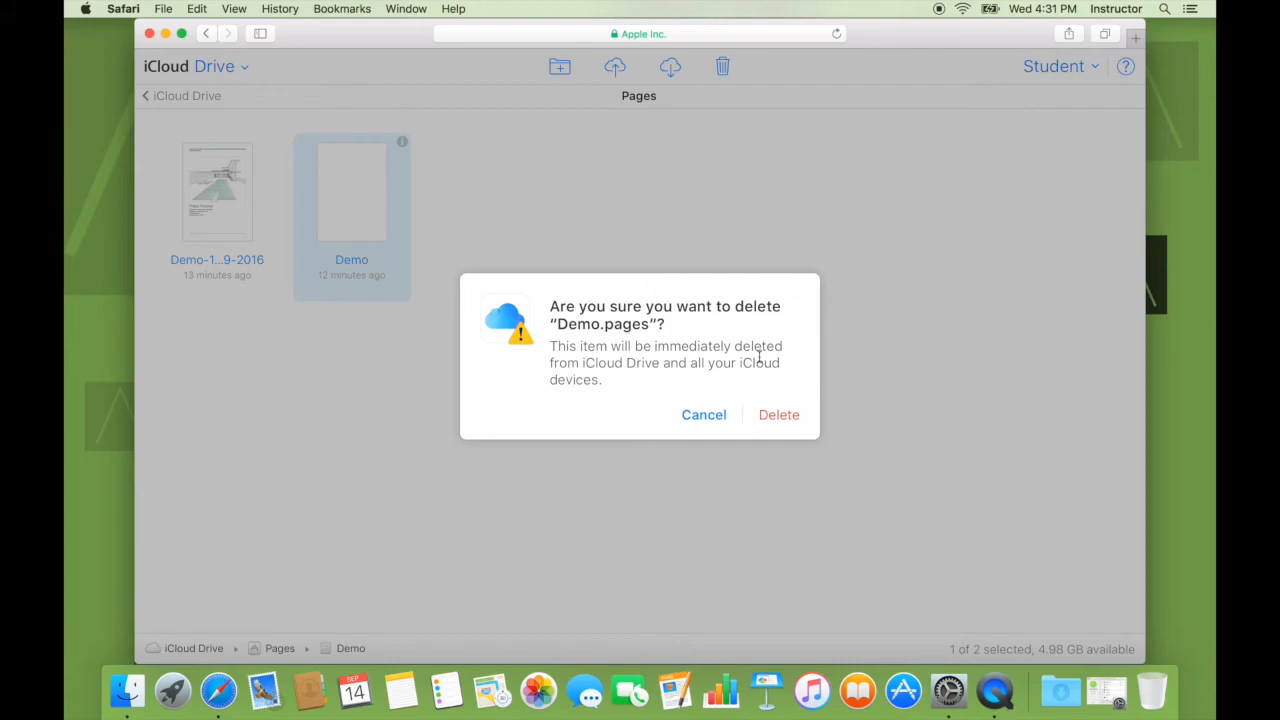 Safari File Edit View History Bookmarks Window Help Wed 4:31 PM Instructor
Apple Inc.
iCloud Drive Student ?
iCloud Drive Pages
Demo-1...9-2016 Demo
13 minutes ago 12 minutes ago
Are you sure you want to delete
“Demo.pages”?
This item will be immediately deleted
from iCloud Drive and all your iCloud
devices.
Cancel Delete
iCloud Drive Pages Demo 1 of 2 selected, 4.98 GB available
SEP
14